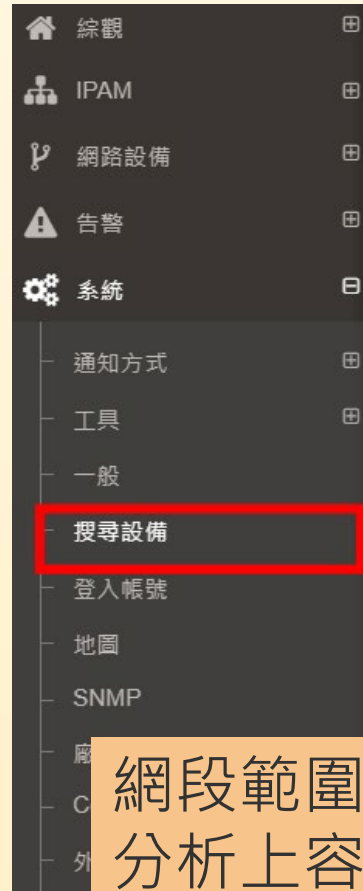 綜觀
IPAM
網路設備
告警
系統
通知方式
工具
一般
搜尋設備
登入帳號
地圖
SNMP
廠
C
外
網段範圍
分析上容